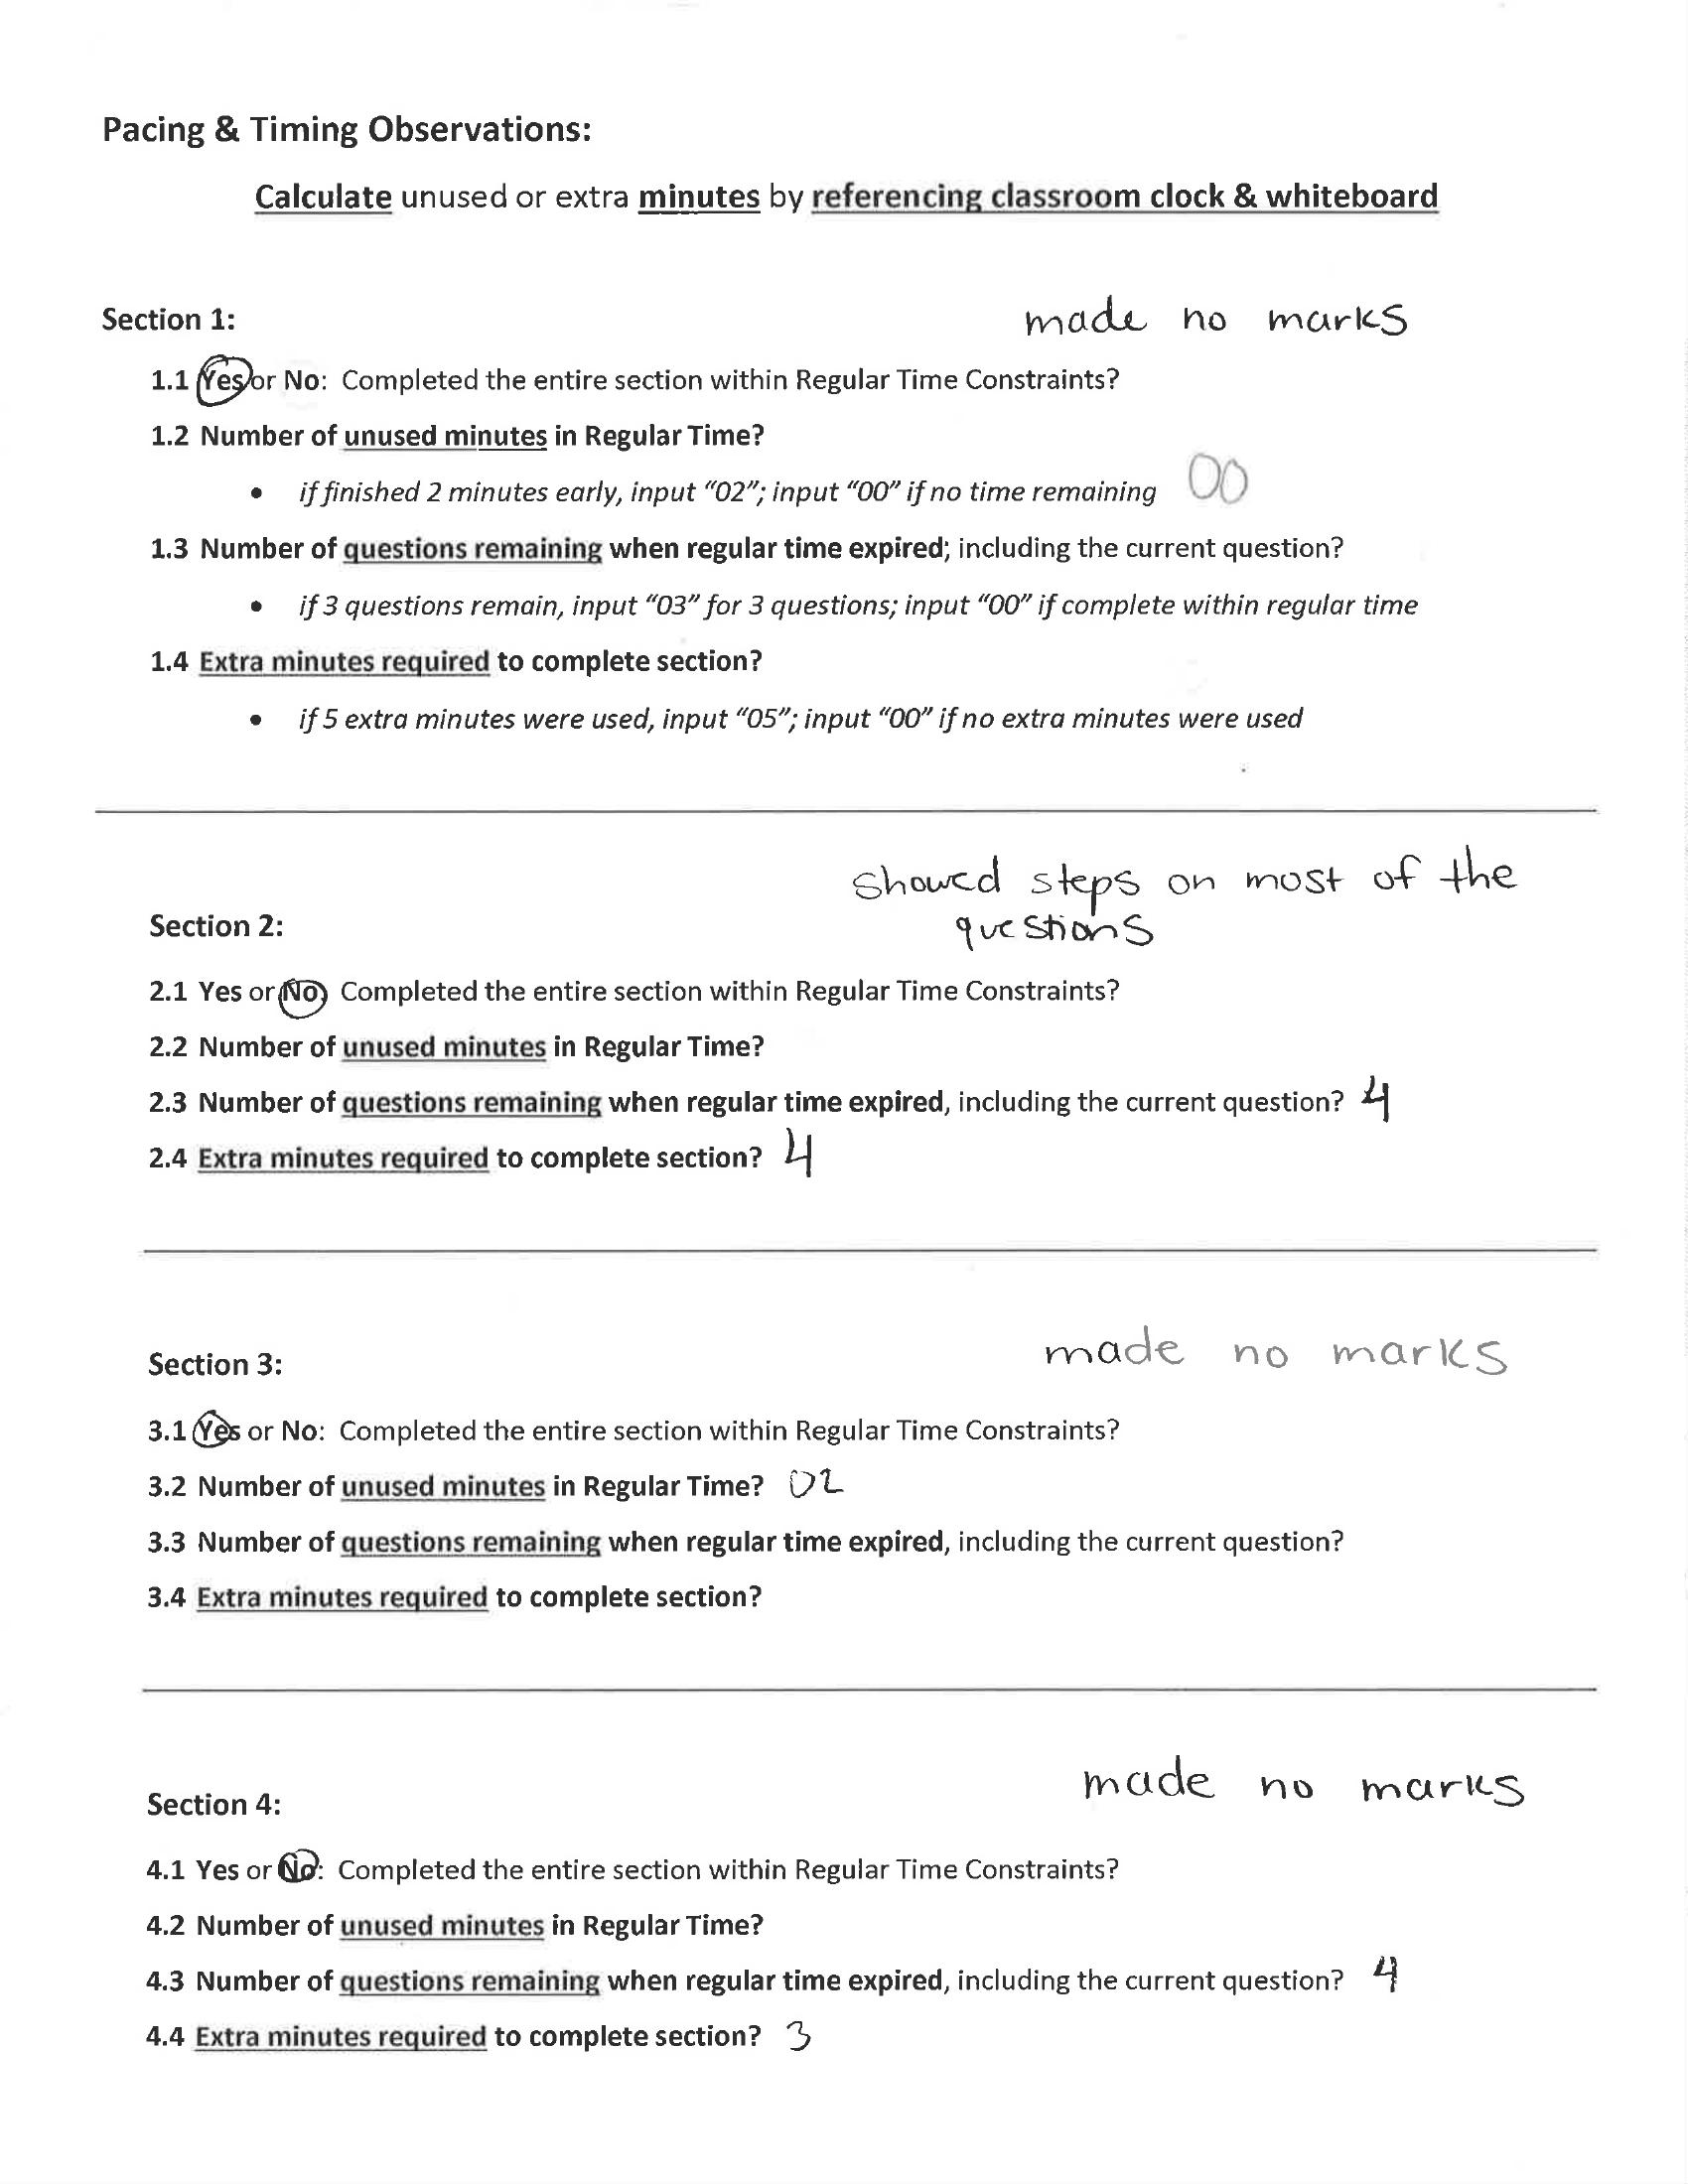 Pacing & Timing Observations:
Calculate unused or extra minutes by referencing classroom clock & whiteboard
Section 1:
made no marks
1.1 Yes or No: Completed the entire section within Regular Time Constraints?
1.2 Number of unused minutes in Regular Time?
• if finished 2 minutes early, input "02"; input "00" if no time remaining 00
1.3 Number of questions remaining when regular time expired; including the current question?
• if 3 questions remain, input "03" for 3 questions; input "00" if complete within regular time
1.4 Extra minutes required to complete section?
• if 5 extra minutes were used, input "05"; input "00" if no extra minutes were used
showed steps on most of the
questions
Section 2:
2.1 Yes or No Completed the entire section within Regular Time Constraints?
2.2 Number of unused minutes in Regular Time?
2.3 Number of questions remaining when regular time expired, including the current question? 4
2.4 Extra minutes required to complete section? 4
made no marks
Section 3:
3.1 Yes or No: Completed the entire section within Regular Time Constraints?
3.2 Number of unused minutes in Regular Time? 02
3.3 Number of questions remaining when regular time expired, including the current question?
3.4 Extra minutes required to complete section?
made no marks
Section 4:
4.1 Yes or No: Completed the entire section within Regular Time Constraints?
4.2 Number of unused minutes in Regular Time?
4.3 Number of questions remaining when regular time expired, including the current question? 4
4.4 Extra minutes required to complete section? 3